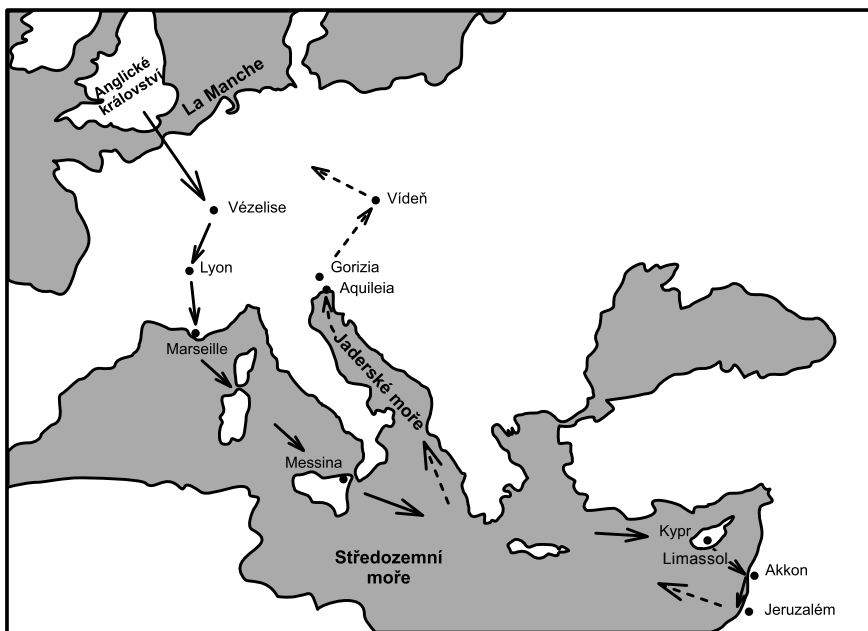 Anglické
království
La Manche
Vídeň
Vézelise
Lyon
Gorizia
Aquileia
Marseille
Jaderské moře
Messina
Kypr
Limassol
Středozemní
moře
Akkon
Jeruzalém